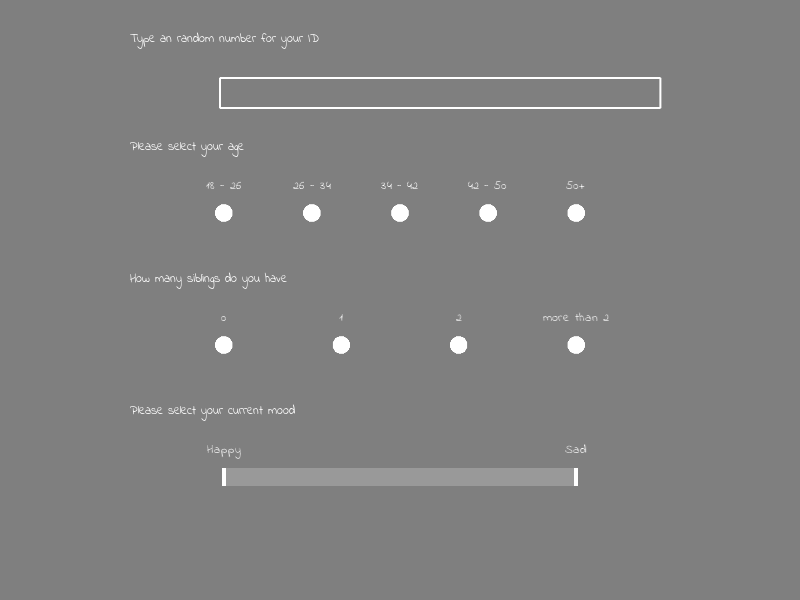 Type an random number for your ID
Please select your age
18 - 26 26 - 34 34 - 42 42 - 50 50+
How many siblings do you have
0 1 2 more than 2
Please select your current mood
Happy Sad